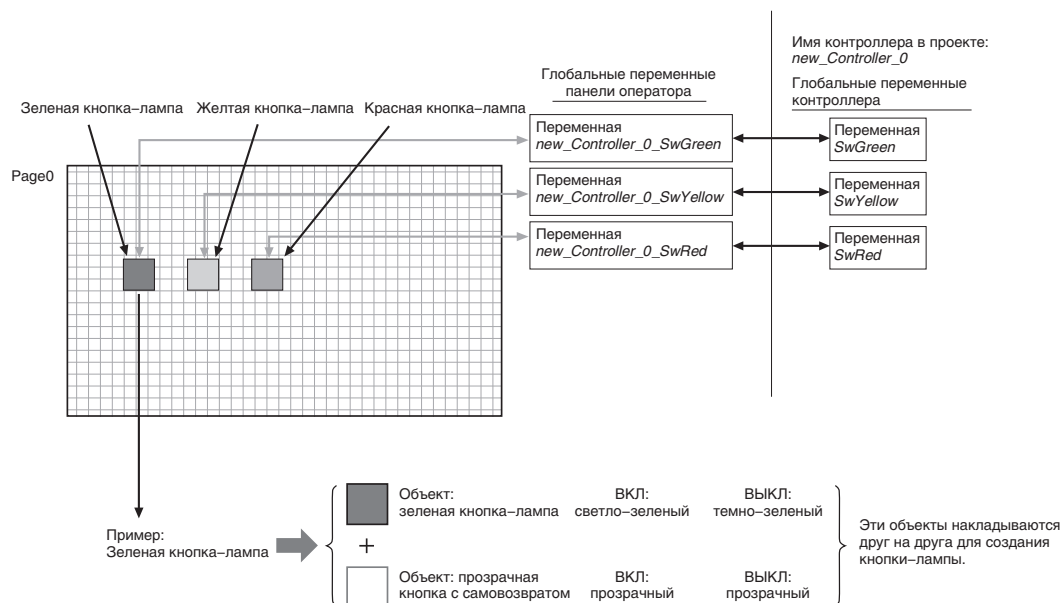 Имя контроллера в проекте:
new_Controller_0
Глобальные переменные
панели оператора
Глобальные переменные
контроллера
Зеленая кнопка–лампа
Желтая кнопка–лампа
Красная кнопка–лампа
Переменная
new_Controller_0_SwGreen
Переменная
SwGreen
Page0
Переменная
new_Controller_0_SwYellow
Переменная
SwYellow
Переменная
new_Controller_0_SwRed
Переменная
SwRed
Пример:
Зеленая кнопка–лампа
Объект:
зеленая кнопка–лампа
ВКЛ:
светло–зеленый
ВЫКЛ:
темно–зеленый
+
Объект: прозрачная
кнопка с самовозвратом
ВКЛ:
прозрачный
ВЫКЛ:
прозрачный
Эти объекты накладываются
друг на друга для создания
кнопки-лампы.